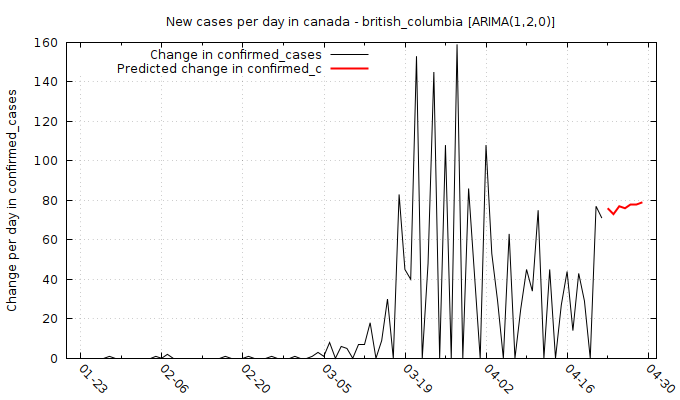 New cases per day in canada - british_columbia [ARIMA(1,2,0)]
Change in confirmed_cases
Predicted change in confirmed_c
Change per day in confirmed_cases
160
140
120
100
80
60
40
20
0
01-23 02-06 02-20 03-05 03-19 04-02 04-16 04-30